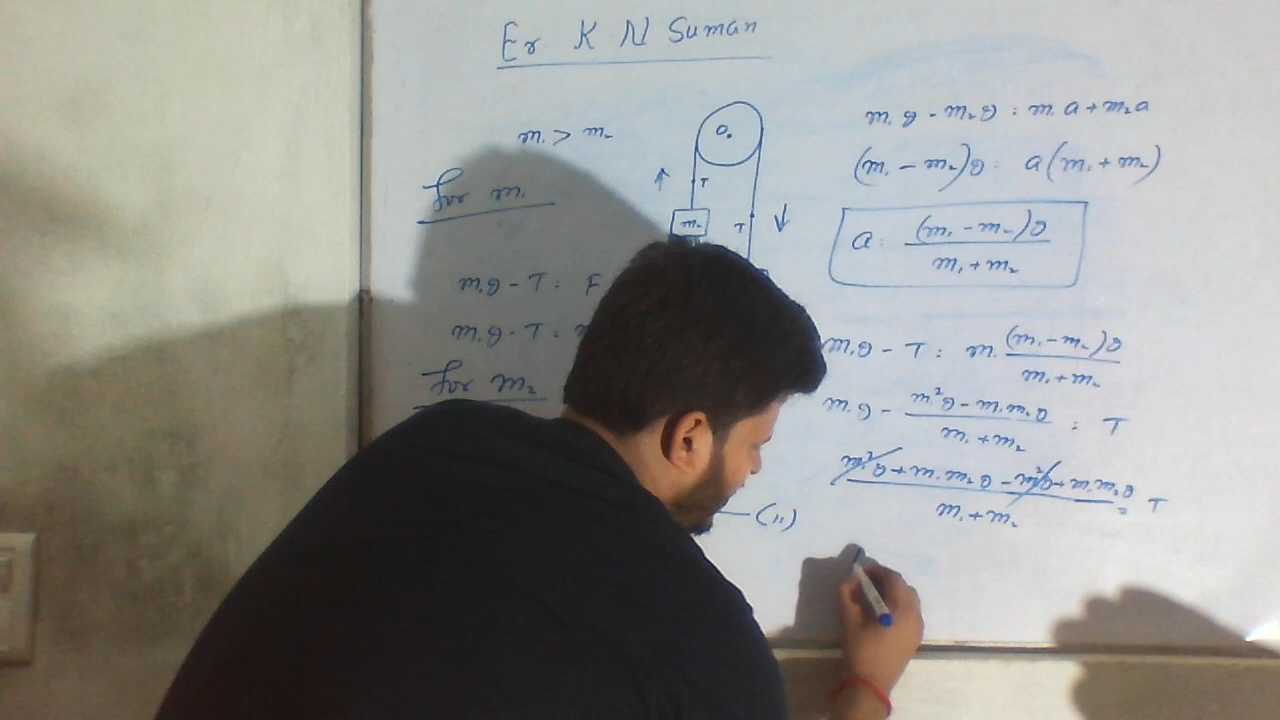 Er K N Suman
m₁ > m₂
for m₁
m₁g - T = F
m₁g - T =
for m₂
O.
T
m₂
T
(ii)
m₁g - m₂g = m₁a + m₂a
(m₁ - m₂)g = a(m₁ + m₂)
a = (m₁ - m₂)g / m₁ + m₂
m₁g - T = m₁ (m₁ - m₂)g / m₁ + m₂
m₁g - m₁²g - m₁m₂g / m₁ + m₂ = T
m₁²g + m₁m₂g - m₁²g + m₁m₂g / m₁ + m₂ = T